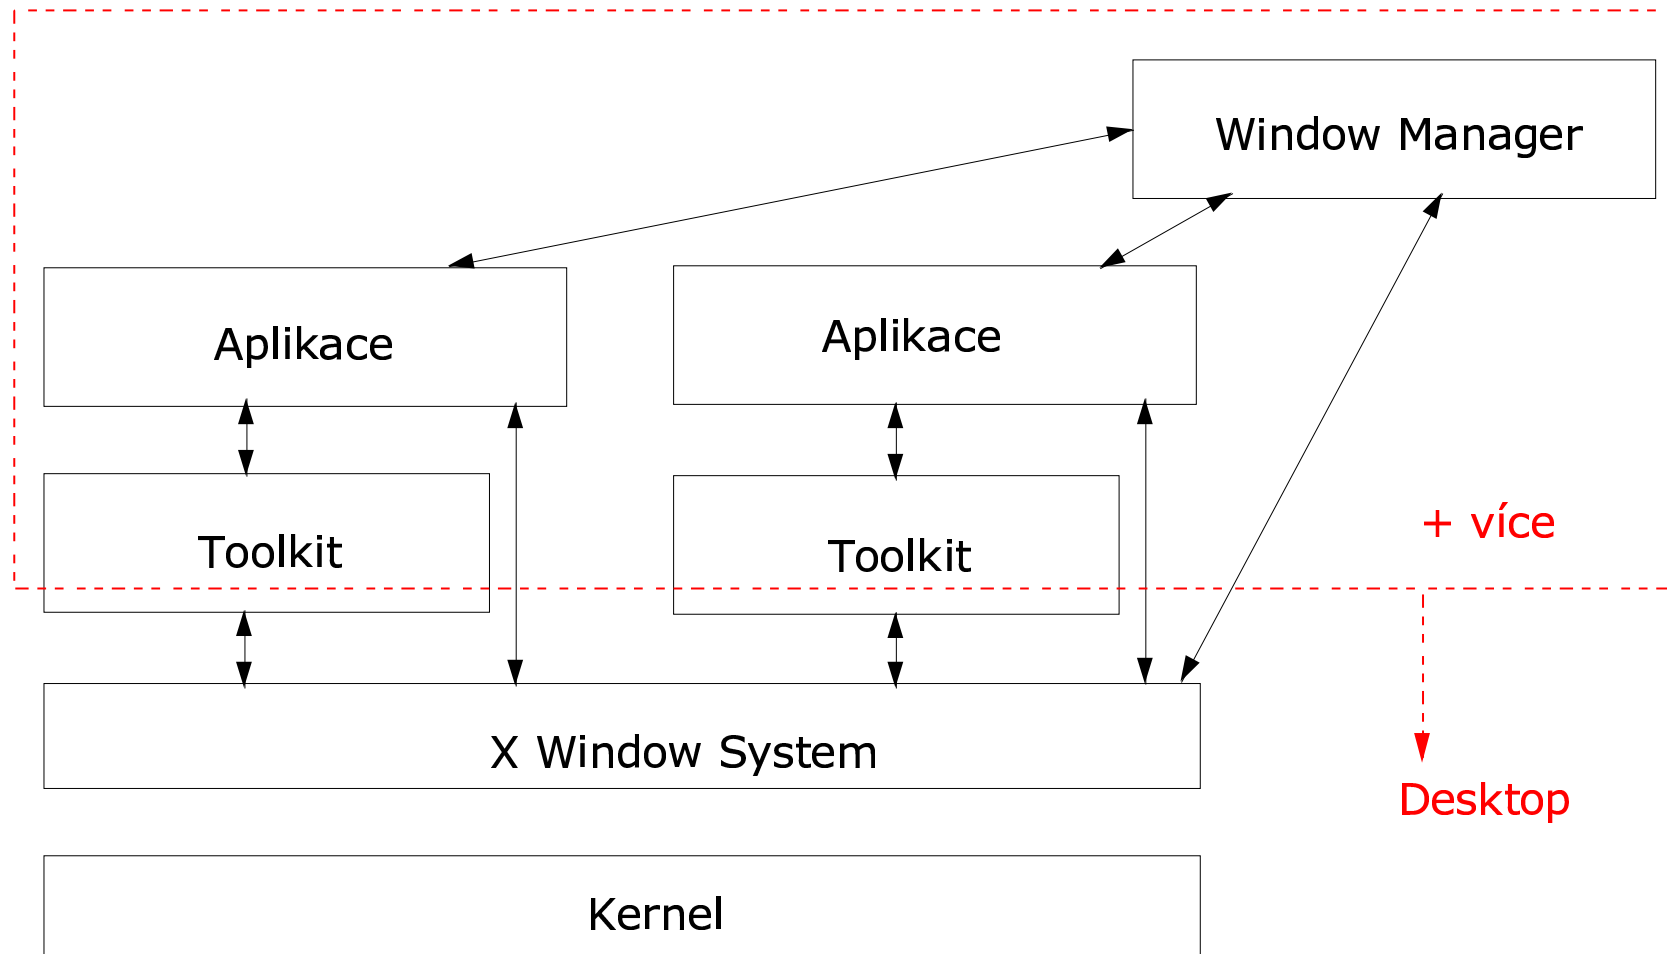 Window Manager
Aplikace
Aplikace
Toolkit
Toolkit
+ více
X Window System
Desktop
Kernel